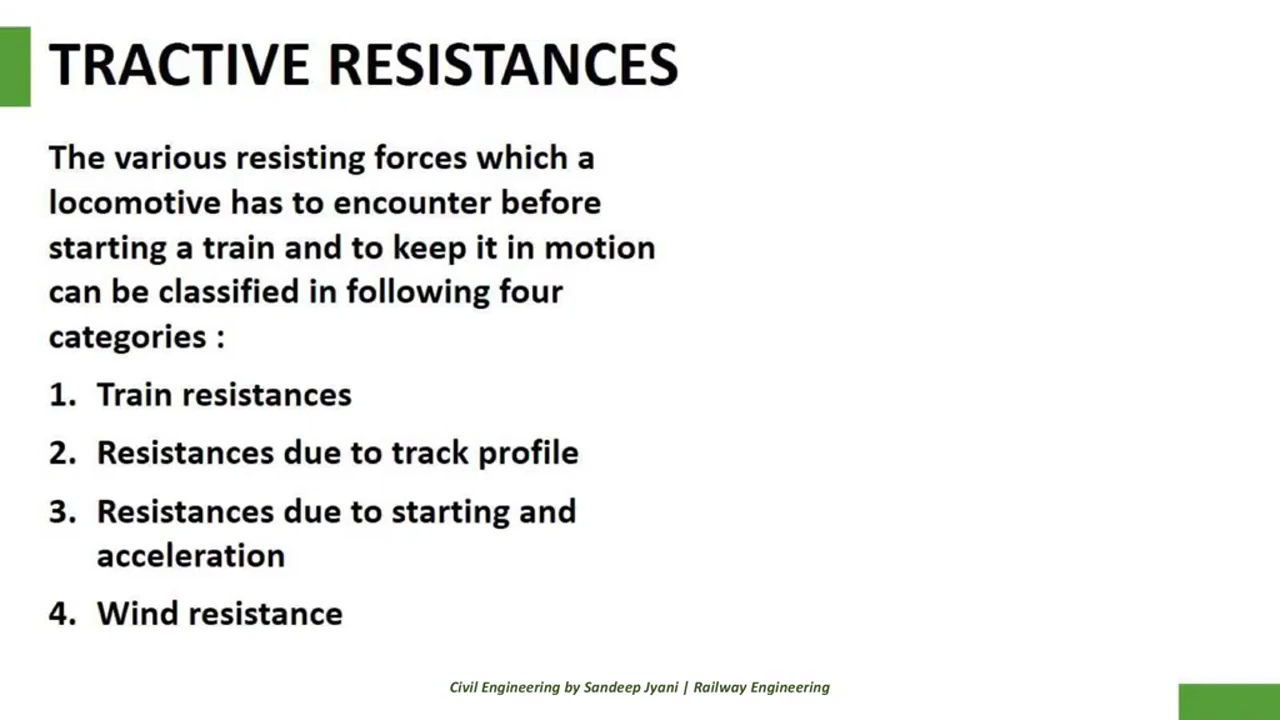 TRACTIVE RESISTANCES
The various resisting forces which a
locomotive has to encounter before
starting a train and to keep it in motion
can be classified in following four
categories :
1. Train resistances
2. Resistances due to track profile
3. Resistances due to starting and
acceleration
4. Wind resistance
Civil Engineering by Sandeep Jyani | Railway Engineering